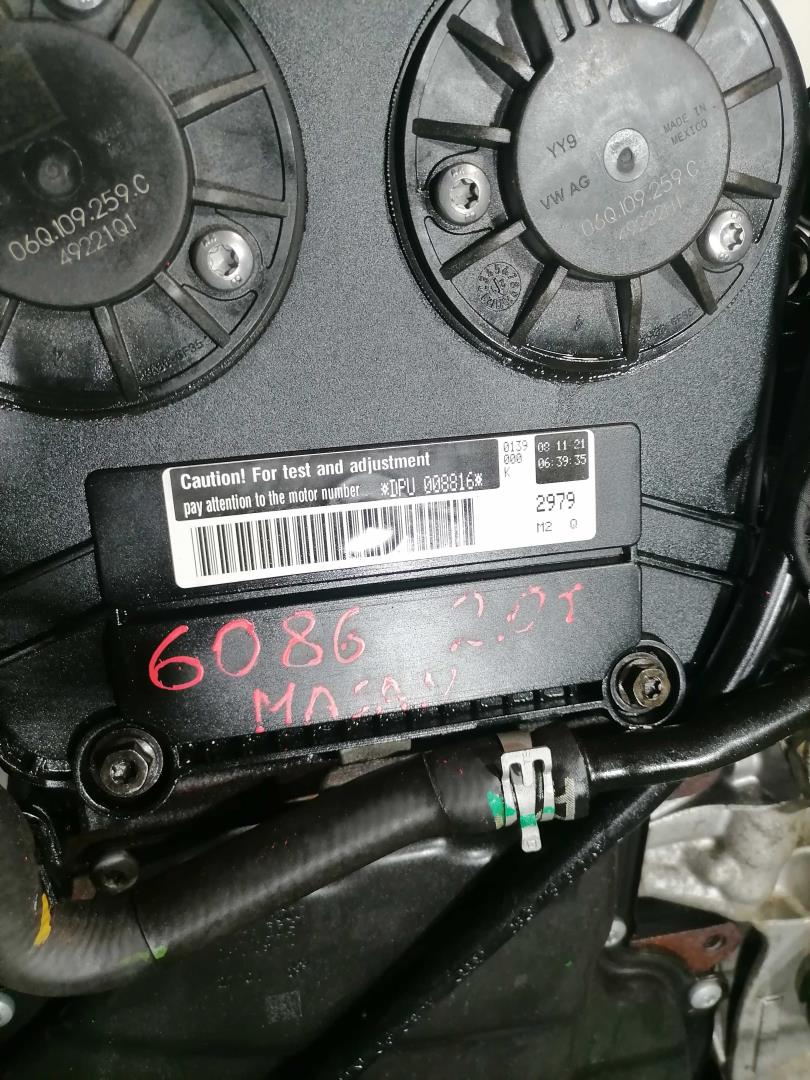 YY9
VW AG
MADE IN
MEXICO
06Q.109.259.C
49221Q1
06Q.109.259.C
Caution! For test and adjustment
pay attention to the motor number *DPU 008816*
0139
000
K
08 11 21
06:39:35
2979
M2 Q
6086 2.0T
MACAN